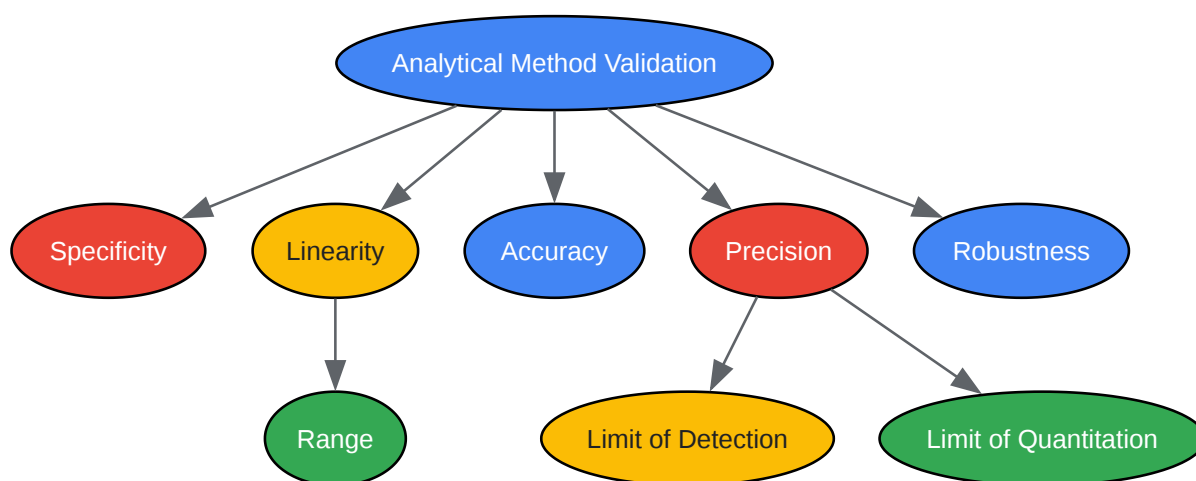 Analytical Method Validation
Specificity
Linearity
Accuracy
Precision
Robustness
Range
Limit of Detection
Limit of Quantitation